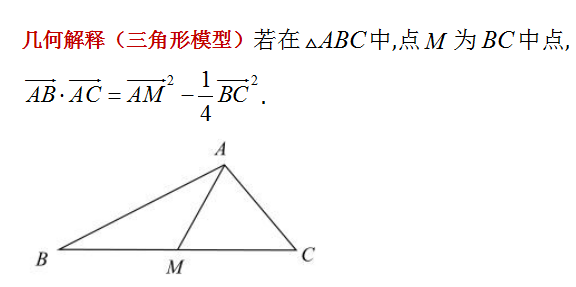 几何解释（三角形模型）若在△ABC中,点M为BC中点,
$\overrightarrow{AB}\cdot\overrightarrow{AC}=\overrightarrow{AM}^{2}-\frac{1}{4}\overrightarrow{BC}^{2}$.
A
B
M
C